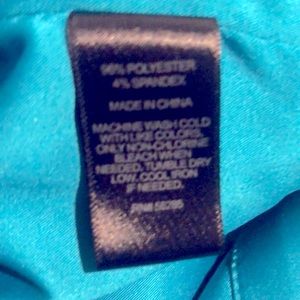 96% POLYESTER
4% SPANDEX
MADE IN CHINA
MACHINE WASH COLD
WITH LIKE COLORS.
ONLY NON-CHLORINE
BLEACH WHEN
NEEDED. TUMBLE DRY
LOW. COOL IRON
IF NEEDED.